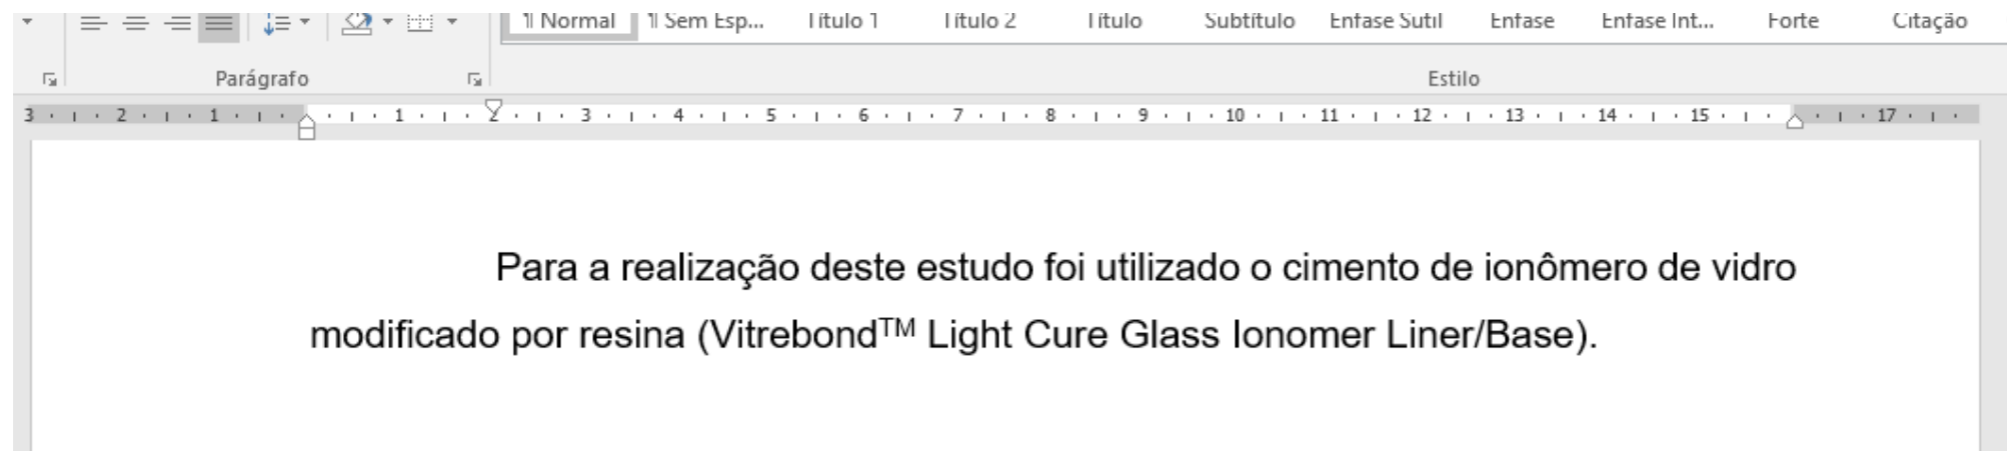 ¶ Normal ¶ Sem Esp... Título 1 Título 2 Título Subtítulo Ênfase Sutil Ênfase Ênfase Int... Forte Citação
Parágrafo Estilo
3 2 1 1 2 3 4 5 6 7 8 9 10 11 12 13 14 15 17
Para a realização deste estudo foi utilizado o cimento de ionômero de vidro
modificado por resina (Vitrebond™ Light Cure Glass Ionomer Liner/Base).